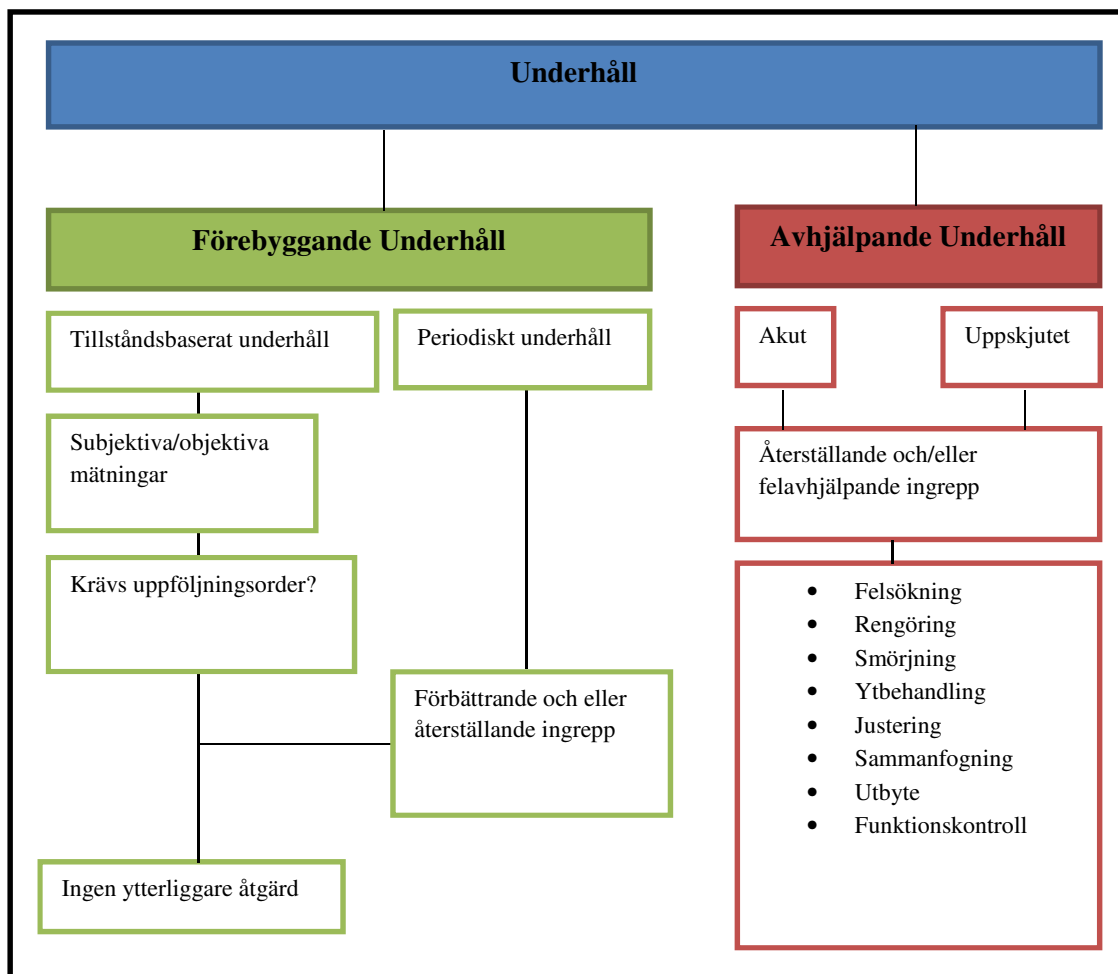 Underhåll
Förebyggande Underhåll
Avhjälpande Underhåll
Tillståndsbaserat underhåll
Periodiskt underhåll
Akut
Uppskjutet
Subjektiva/objektiva
mätningar
Återställande och/eller
felavhjälpande ingrepp
Krävs uppföljningsorder?
• Felsökning
• Rengöring
• Smörjning
• Ytbehandling
• Justering
• Sammanfogning
• Utbyte
• Funktionskontroll
Förbättrande och eller
återställande ingrepp
Ingen ytterliggare åtgärd